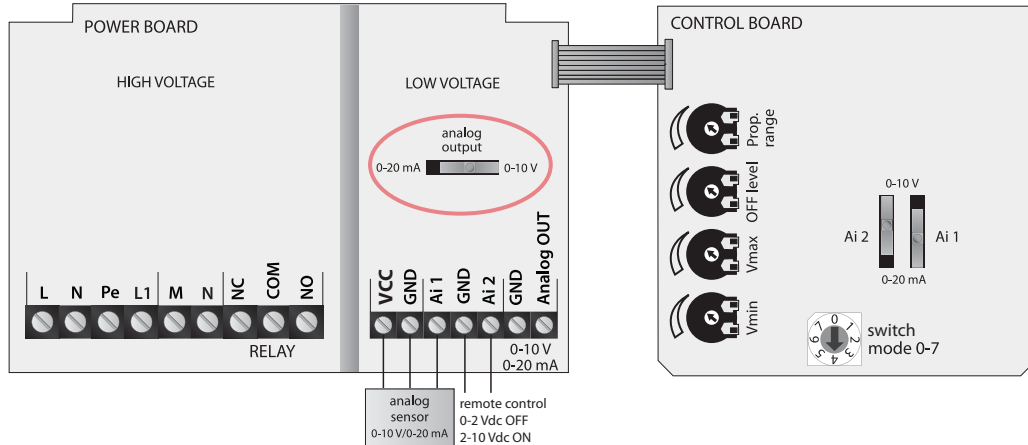 POWER BOARD
HIGH VOLTAGE
LOW VOLTAGE
analog
output
0-20 mA
0-10 V
L N Pe L1 M N NC COM NO
RELAY
VCC GND Ai 1 GND Ai 2 GND Analog OUT
0-10 V
0-20 mA
analog
sensor
0-10 V/0-20 mA
remote control
0-2 Vdc OFF
2-10 Vdc ON
CONTROL BOARD
Prop.
range
OFF level
Vmax
Vmin
0-10 V
Ai 2
Ai 1
0-20 mA
0 1 2 3 4 5 6 7
switch
mode 0-7